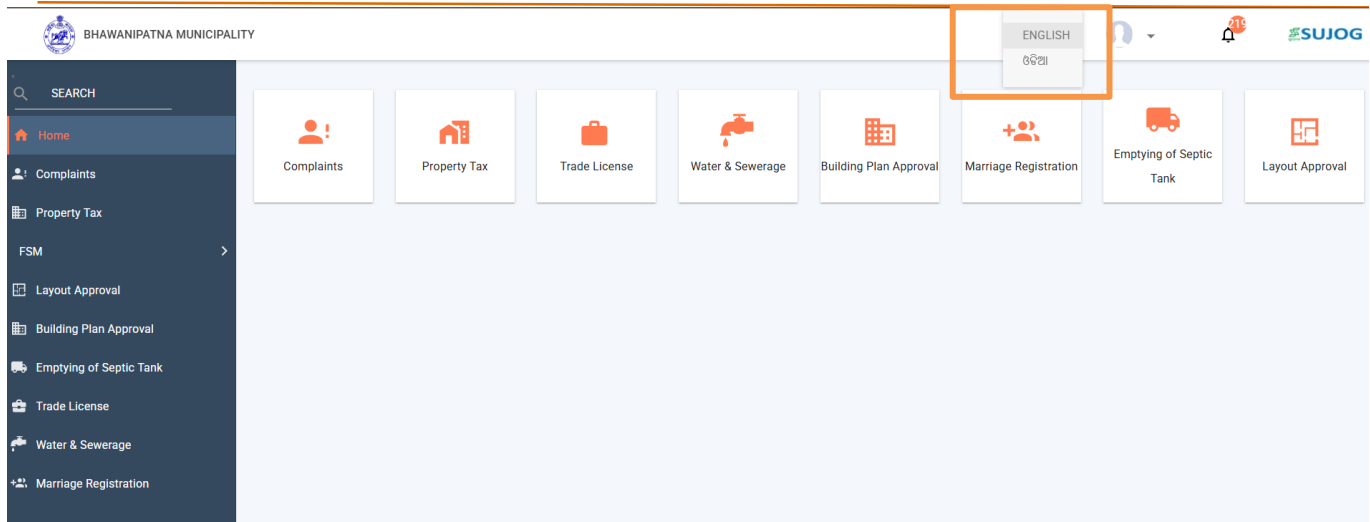 BHAWANIPATNA MUNICIPALITY
ENGLISH
ଓଡିଆ
219
SUJOG
SEARCH
Home
Complaints
Property Tax
FSM
Layout Approval
Building Plan Approval
Emptying of Septic Tank
Trade License
Water & Sewerage
Marriage Registration
Complaints
Property Tax
Trade License
Water & Sewerage
Building Plan Approval
Marriage Registration
Emptying of Septic
Tank
Layout Approval